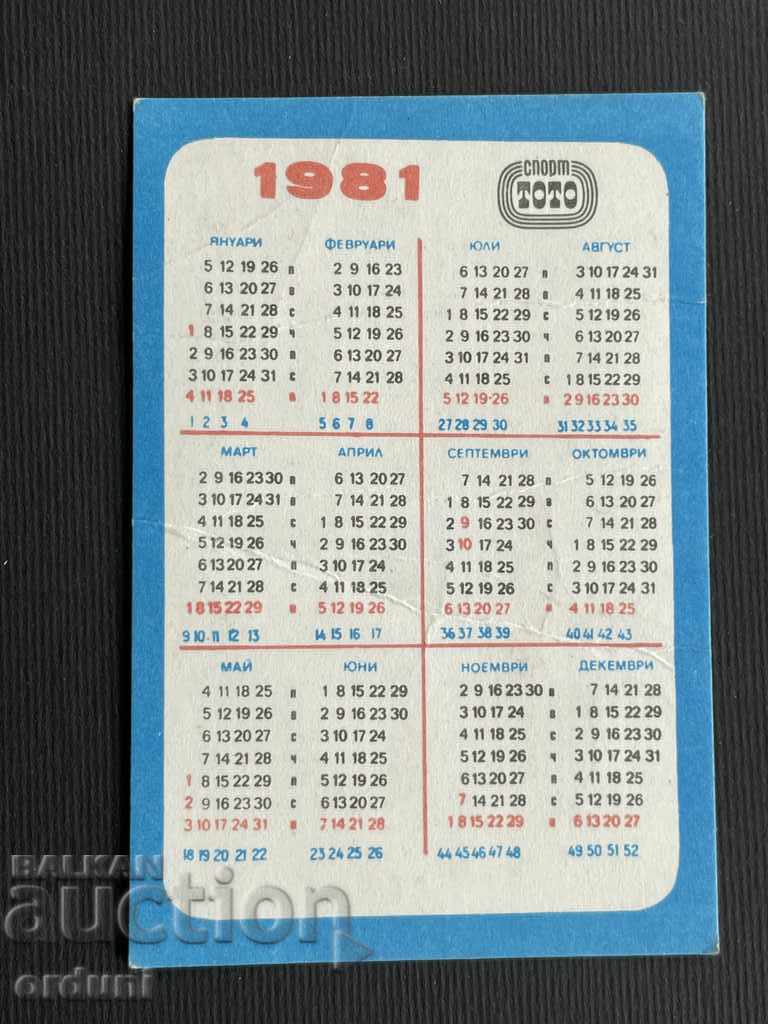 1981
спорт
ТОТО
ЯНУАРИ ФЕВРУАРИ
5 12 19 26 п 2 9 16 23
6 13 20 27 в 3 10 17 24
7 14 21 28 с 4 11 18 25
1 8 15 22 29 ч 5 12 19 26
2 9 16 23 30 п 6 13 20 27
3 10 17 24 31 с 7 14 21 28
4 11 18 25 н 1 8 15 22
1 2 3 4 5 6 7 8
ЮЛИ АВГУСТ
6 13 20 27 п 3 10 17 24 31
7 14 21 28 в 4 11 18 25
1 8 15 22 29 с 5 12 19 26
2 9 16 23 30 ч 6 13 20 27
3 10 17 24 31 п 7 14 21 28
4 11 18 25 с 1 8 15 22 29
5 12 19·26 н 2 9 16 23 30
27 28 29 30 31 32 33 34 35
МАРТ АПРИЛ
2 9 16 23 30 п 6 13 20 27
3 10 17 24 31 в 7 14 21 28
4 11 18 25 с 1 8 15 22 29
5 12 19 26 ч 2 9 16 23 30
6 13 20 27 п 3 10 17 24
7 14 21 28 с 4 11 18 25
1 8 15 22 29 н 5 12 19 26
9 10 11 12 13 14 15 16 17
СЕПТЕМВРИ ОКТОМВРИ
7 14 21 28 п 5 12 19 26
1 8 15 22 29 в 6 13 20 27
2 9 16 23 30 с 7 14 21 28
3 10 17 24 ч 1 8 15 22 29
4 11 18 25 п 2 9 16 23 30
5 12 19 26 с 3 10 17 24 31
6 13 20 27 н 4 11 18 25
36 37 38 39 40 41 42 43
МАЙ ЮНИ
4 11 18 25 п 1 8 15 22 29
5 12 19 26 в 2 9 16 23 30
6 13 20 27 с 3 10 17 24
7 14 21 28 ч 4 11 18 25
1 8 15 22 29 п 5 12 19 26
2 9 16 23 30 с 6 13 20 27
3 10 17 24 31 н 7 14 21 28
18 19 20 21 22 23 24 25 26
НОЕМВРИ ДЕКЕМВРИ
2 9 16 23 30 п 7 14 21 28
3 10 17 24 в 1 8 15 22 29
4 11 18 25 с 2 9 16 23 30
5 12 19 26 ч 3 10 17 24 31
6 13 20 27 п 4 11 18 25
7 14 21 28 с 5 12 19 26
1 8 15 22 29 н 6 13 20 27
44 45 46 47 48 49 50 51 52
BALKAN
auction
orduni